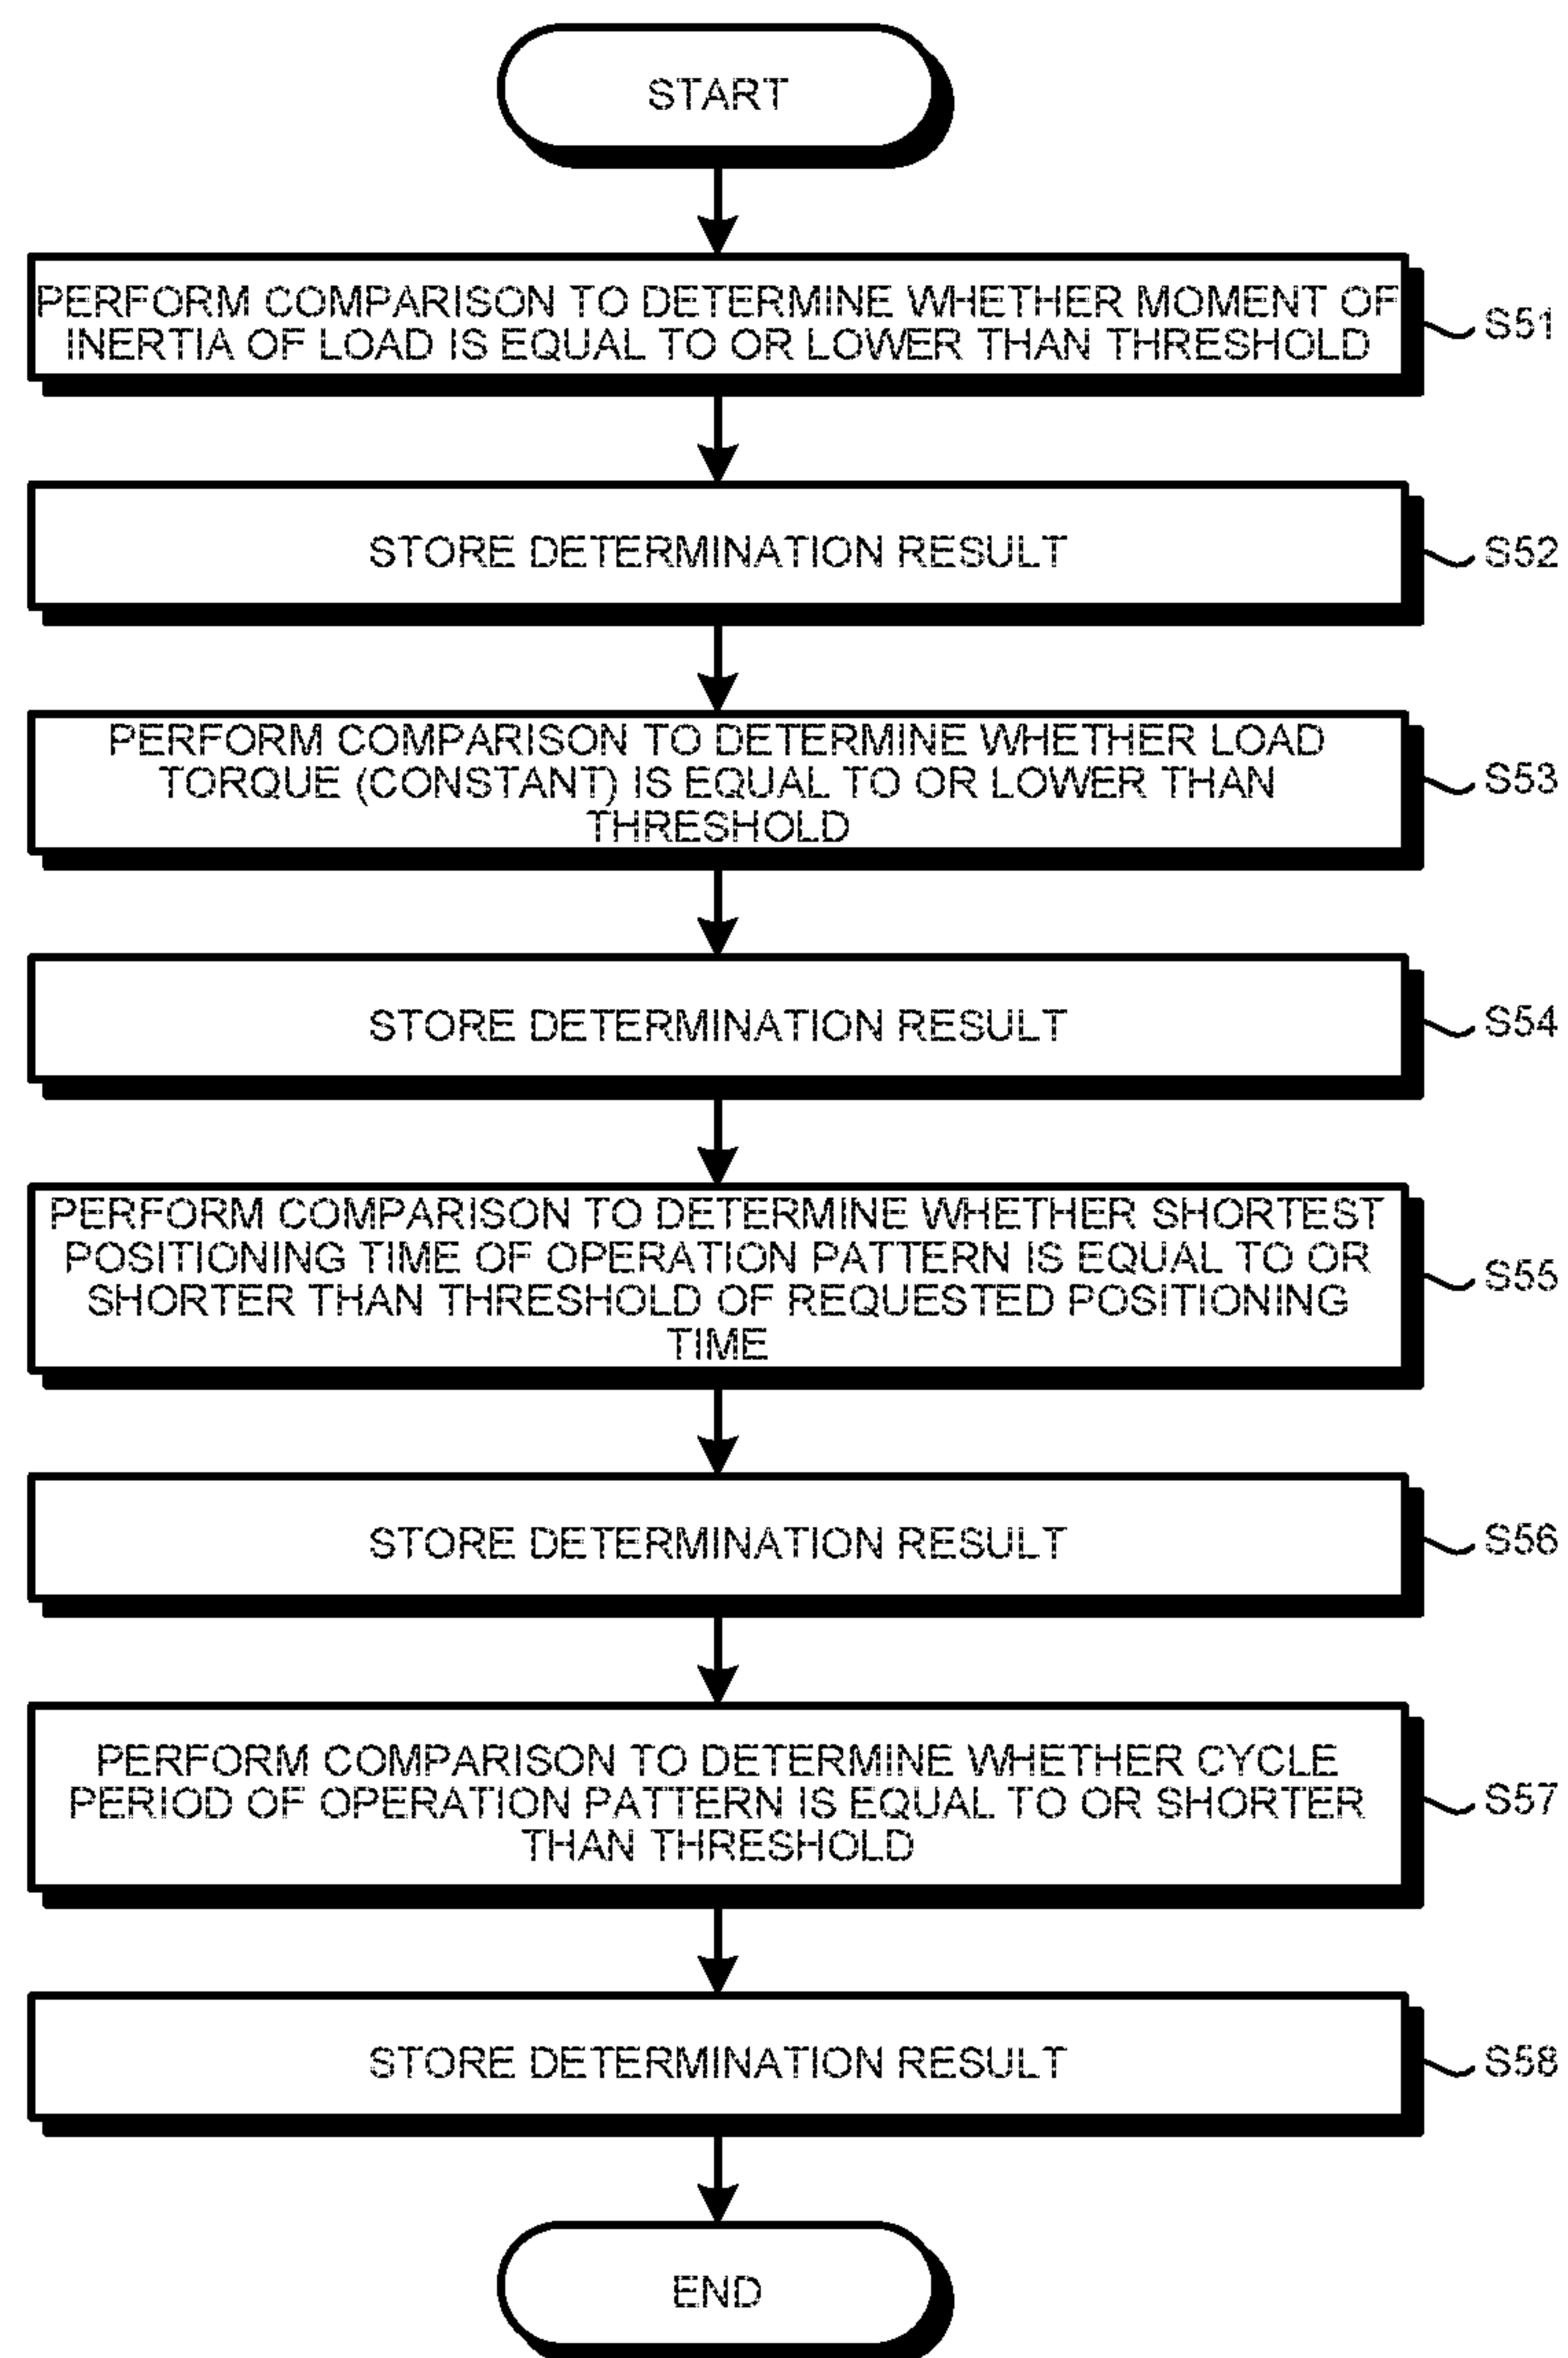 START
PERFORM COMPARISON TO DETERMINE WHETHER MOMENT OF
INERTIA OF LOAD IS EQUAL TO OR LOWER THAN THRESHOLD
S51
STORE DETERMINATION RESULT
S52
PERFORM COMPARISON TO DETERMINE WHETHER LOAD
TORQUE (CONSTANT) IS EQUAL TO OR LOWER THAN
THRESHOLD
S53
STORE DETERMINATION RESULT
S54
PERFORM COMPARISON TO DETERMINE WHETHER SHORTEST
POSITIONING TIME OF OPERATION PATTERN IS EQUAL TO OR
SHORTER THAN THRESHOLD OF REQUESTED POSITIONING
TIME
S55
STORE DETERMINATION RESULT
S56
PERFORM COMPARISON TO DETERMINE WHETHER CYCLE
PERIOD OF OPERATION PATTERN IS EQUAL TO OR SHORTER
THAN THRESHOLD
S57
STORE DETERMINATION RESULT
S58
END